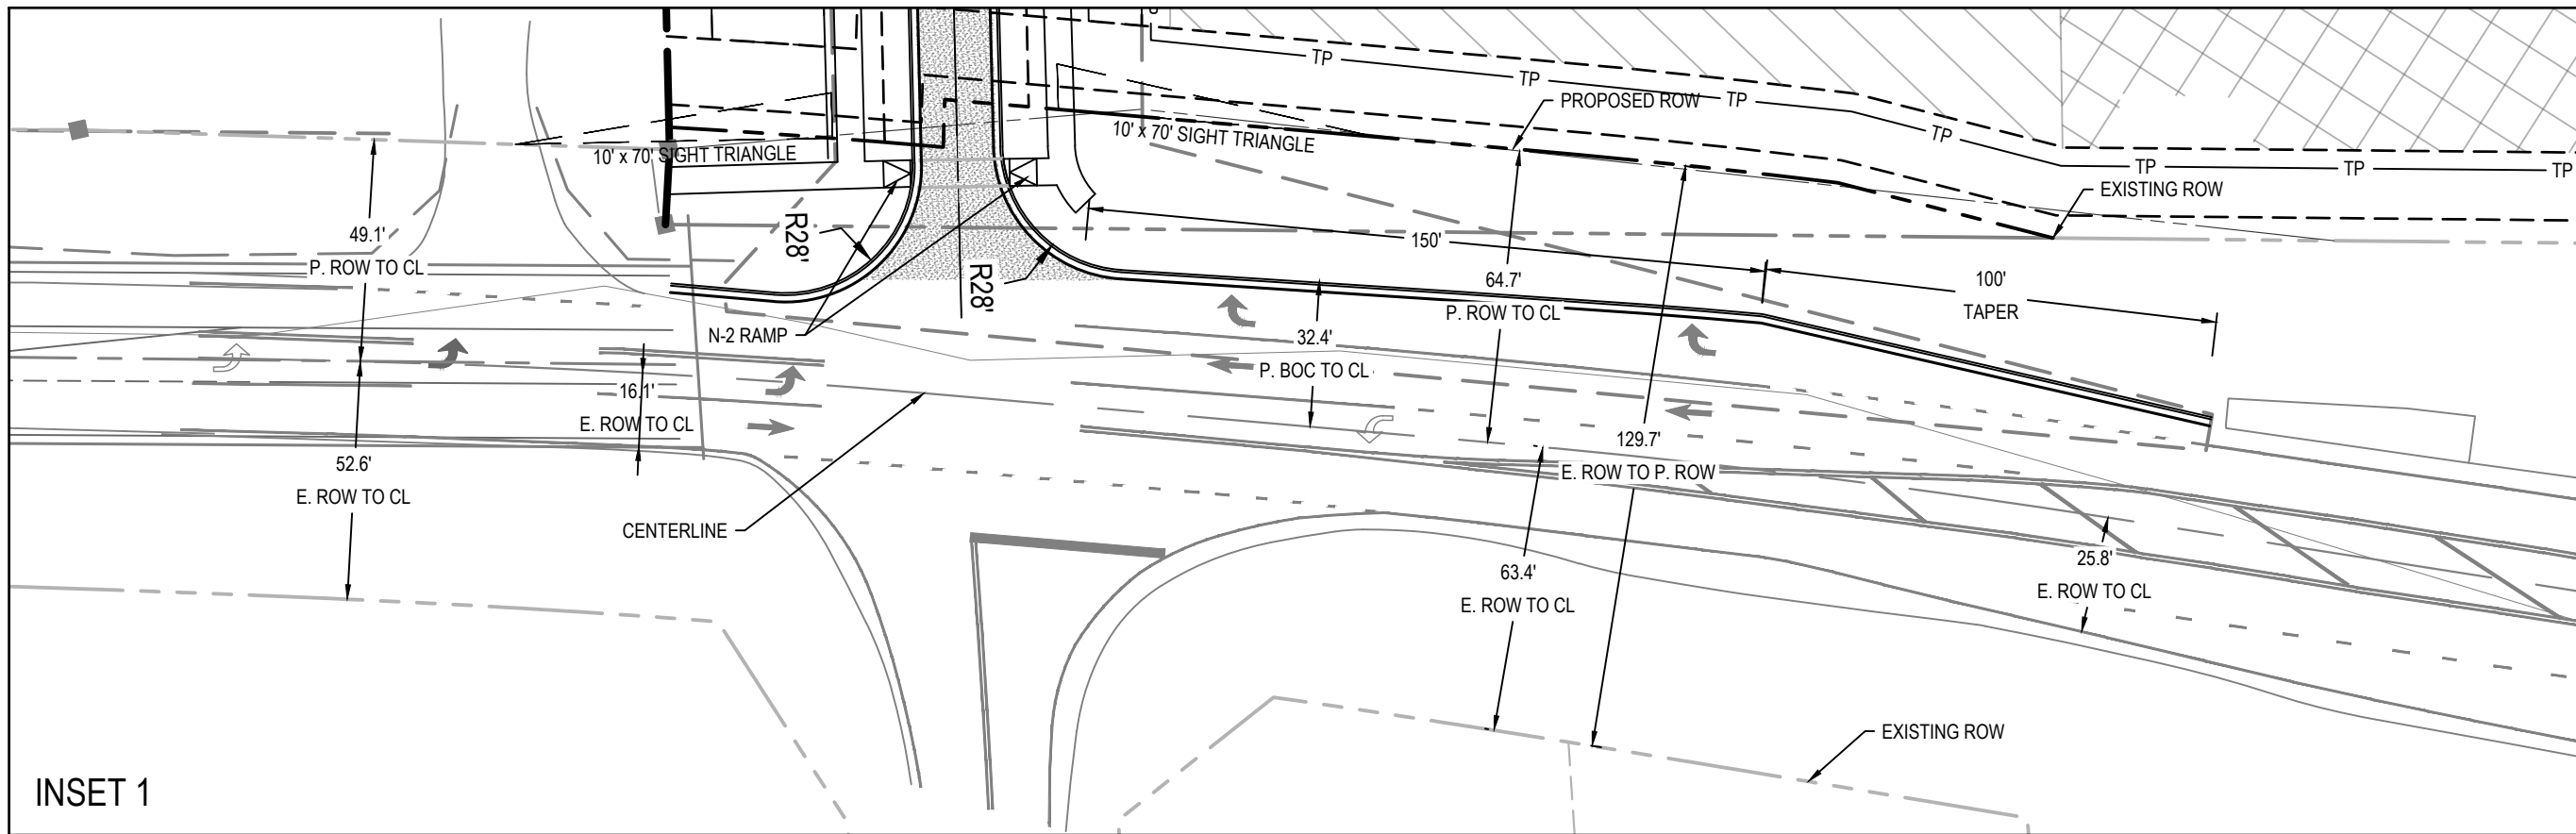 TP
TP
PROPOSED ROW
TP
TP
10' x 70' SIGHT TRIANGLE
10' x 70' SIGHT TRIANGLE
TP
TP
TP
EXISTING ROW
49.1'
P. ROW TO CL
R28'
R28'
150'
64.7'
P. ROW TO CL
100'
TAPER
N-2 RAMP
32.4'
P. BOC TO CL
16.1'
E. ROW TO CL
129.7'
E. ROW TO P. ROW
52.6'
E. ROW TO CL
CENTERLINE
63.4'
E. ROW TO CL
25.8'
E. ROW TO CL
EXISTING ROW
INSET 1